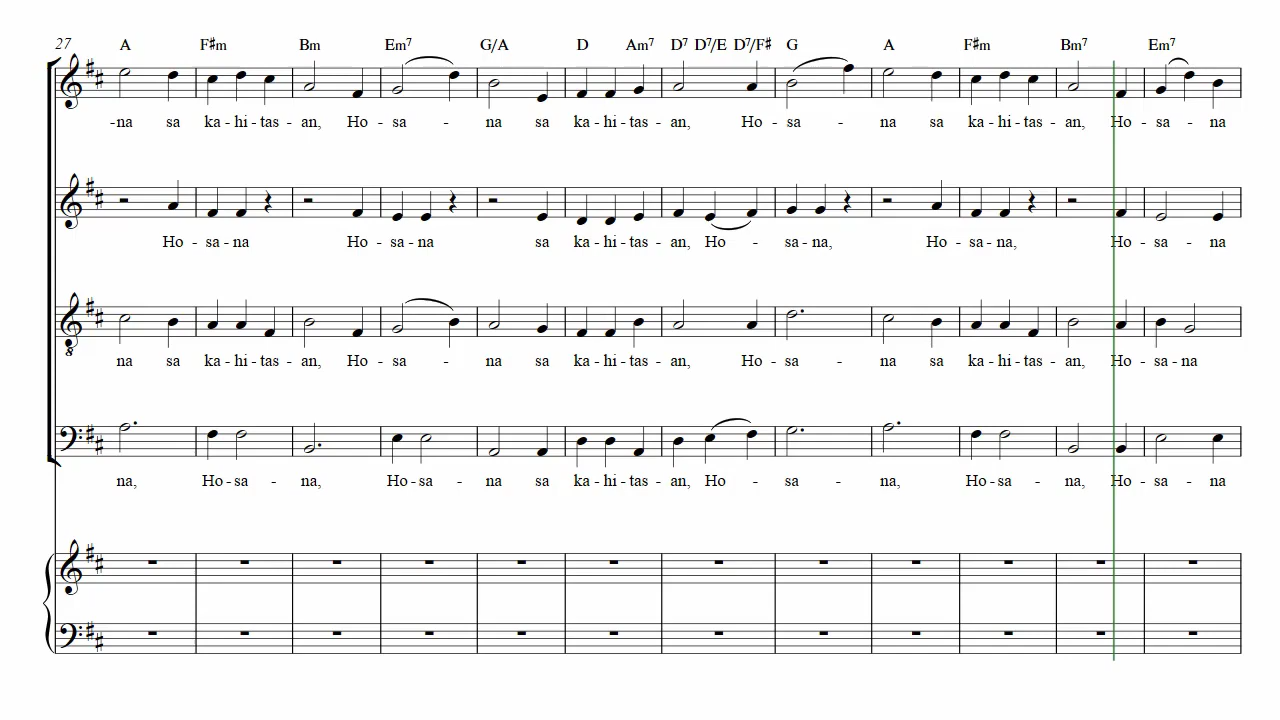 27 A F♯m Bm Em7 G/A D Am7 D7 D7/E D7/F♯ G A F♯m Bm7 Em7
-na sa ka - hi - tas - an, Ho - sa - na sa ka - hi - tas - an, Ho - sa - na sa ka - hi - tas - an, Ho - sa - na
Ho - sa - na Ho - sa - na sa ka - hi - tas - an, Ho - sa - na, Ho - sa - na, Ho - sa - na
na sa ka - hi - tas - an, Ho - sa - na sa ka - hi - tas - an, Ho - sa - na sa ka - hi - tas - an, Ho - sa - na
8
na, Ho - sa - na, Ho - sa - na sa ka - hi - tas - an, Ho - sa - na, Ho - sa - na, Ho - sa - na